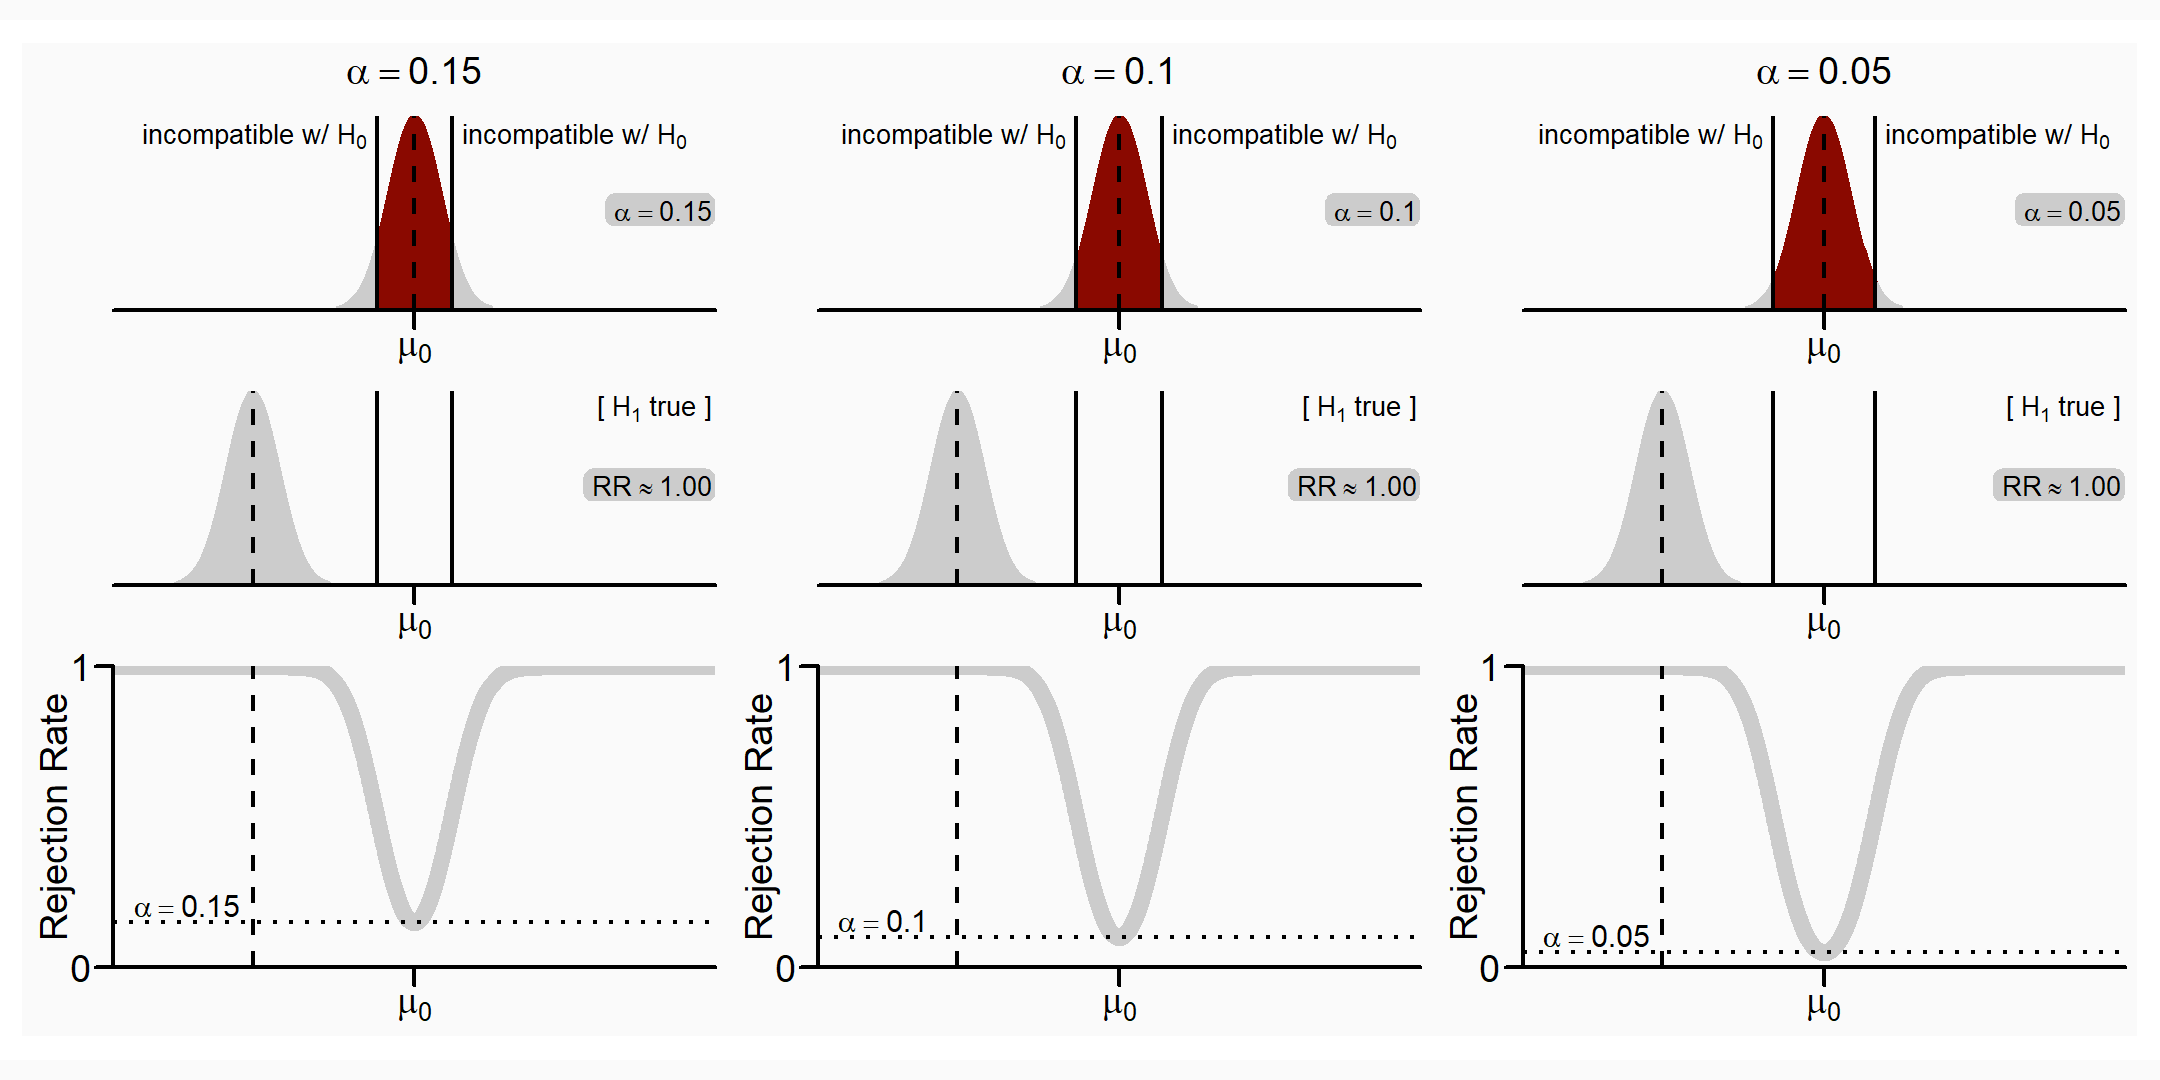 α = 0.15
incompatible w/ H₀ incompatible w/ H₀
α = 0.15
μ₀
[ H₁ true ]
RR ≈ 1.00
μ₀
1
Rejection Rate
α = 0.15
0
μ₀
α = 0.1
incompatible w/ H₀ incompatible w/ H₀
α = 0.1
μ₀
[ H₁ true ]
RR ≈ 1.00
μ₀
1
Rejection Rate
α = 0.1
0
μ₀
α = 0.05
incompatible w/ H₀ incompatible w/ H₀
α = 0.05
μ₀
[ H₁ true ]
RR ≈ 1.00
μ₀
1
Rejection Rate
α = 0.05
0
μ₀